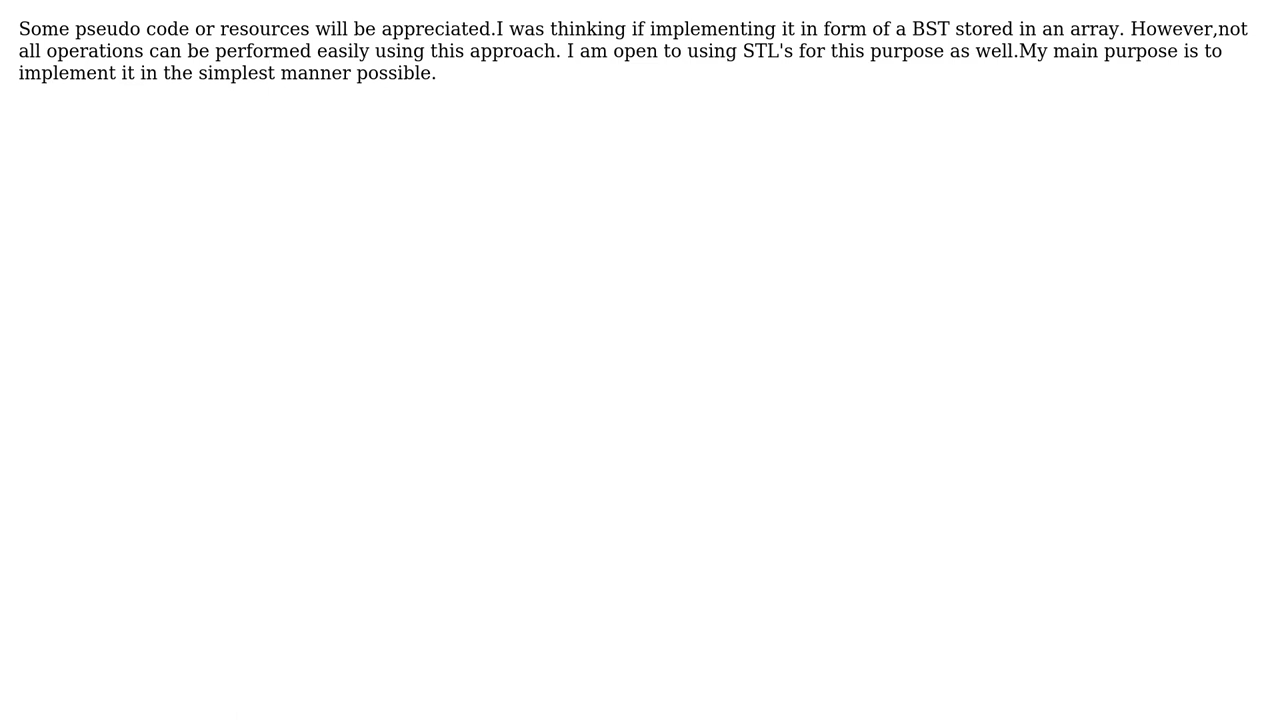 Some pseudo code or resources will be appreciated.I was thinking if implementing it in form of a BST stored in an array. However,not
all operations can be performed easily using this approach. I am open to using STL's for this purpose as well.My main purpose is to
implement it in the simplest manner possible.